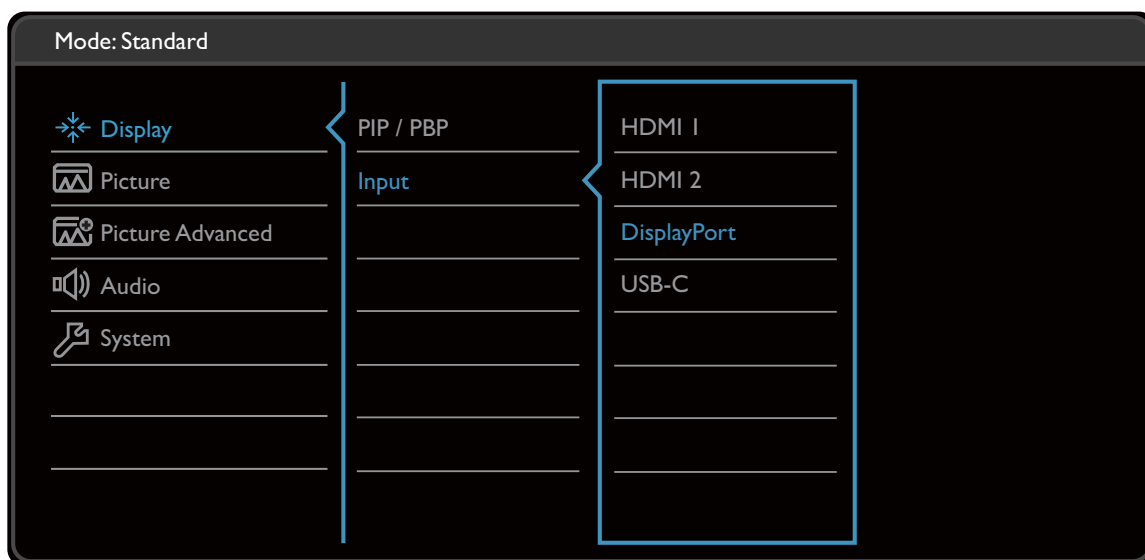 Mode: Standard
Display
Picture
Picture Advanced
Audio
System
PIP / PBP
Input
HDMI 1
HDMI 2
DisplayPort
USB-C